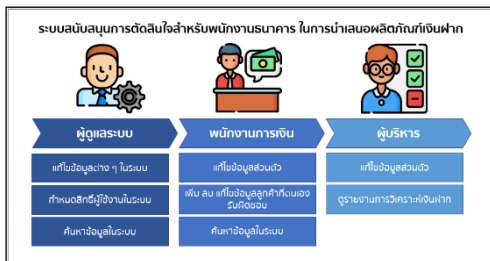 ระบบสนับสนุนการตัดสินใจสำหรับพนักงานธนาคาร ในการนำเสนอผลิตภัณฑ์เงินฝาก
ผู้ดูแลระบบ
แก้ไขข้อมูลต่าง ๆ ในระบบ
กำหนดสิทธิ์ผู้ใช้งานในระบบ
ค้นหาข้อมูลในระบบ
พนักงานการเงิน
แก้ไขข้อมูลส่วนตัว
เพิ่ม ลบ แก้ไขข้อมูลลูกค้าที่ตนเอง
รับผิดชอบ
ค้นหาข้อมูลในระบบ
ผู้บริหาร
แก้ไขข้อมูลส่วนตัว
ดูรายงานการวิเคราะห์เงินฝาก